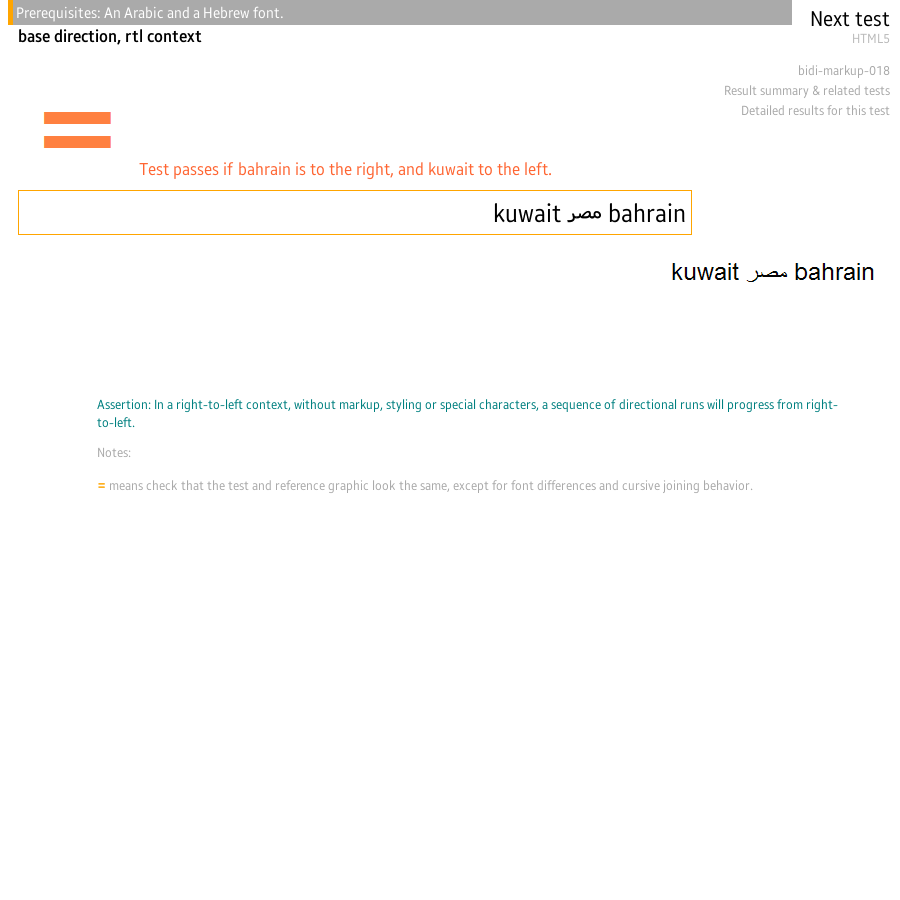 Prerequisites: An Arabic and a Hebrew font.
Next test
base direction, rtl context
HTML5
bidi-markup-018
Result summary & related tests
Detailed results for this test
=
Test passes if bahrain is to the right, and kuwait to the left.
bahrain مصر kuwait
bahrain مصر kuwait
Assertion: In a right-to-left context, without markup, styling or special characters, a sequence of directional runs will progress from right-
to-left.
Notes:
= means check that the test and reference graphic look the same, except for font differences and cursive joining behavior.